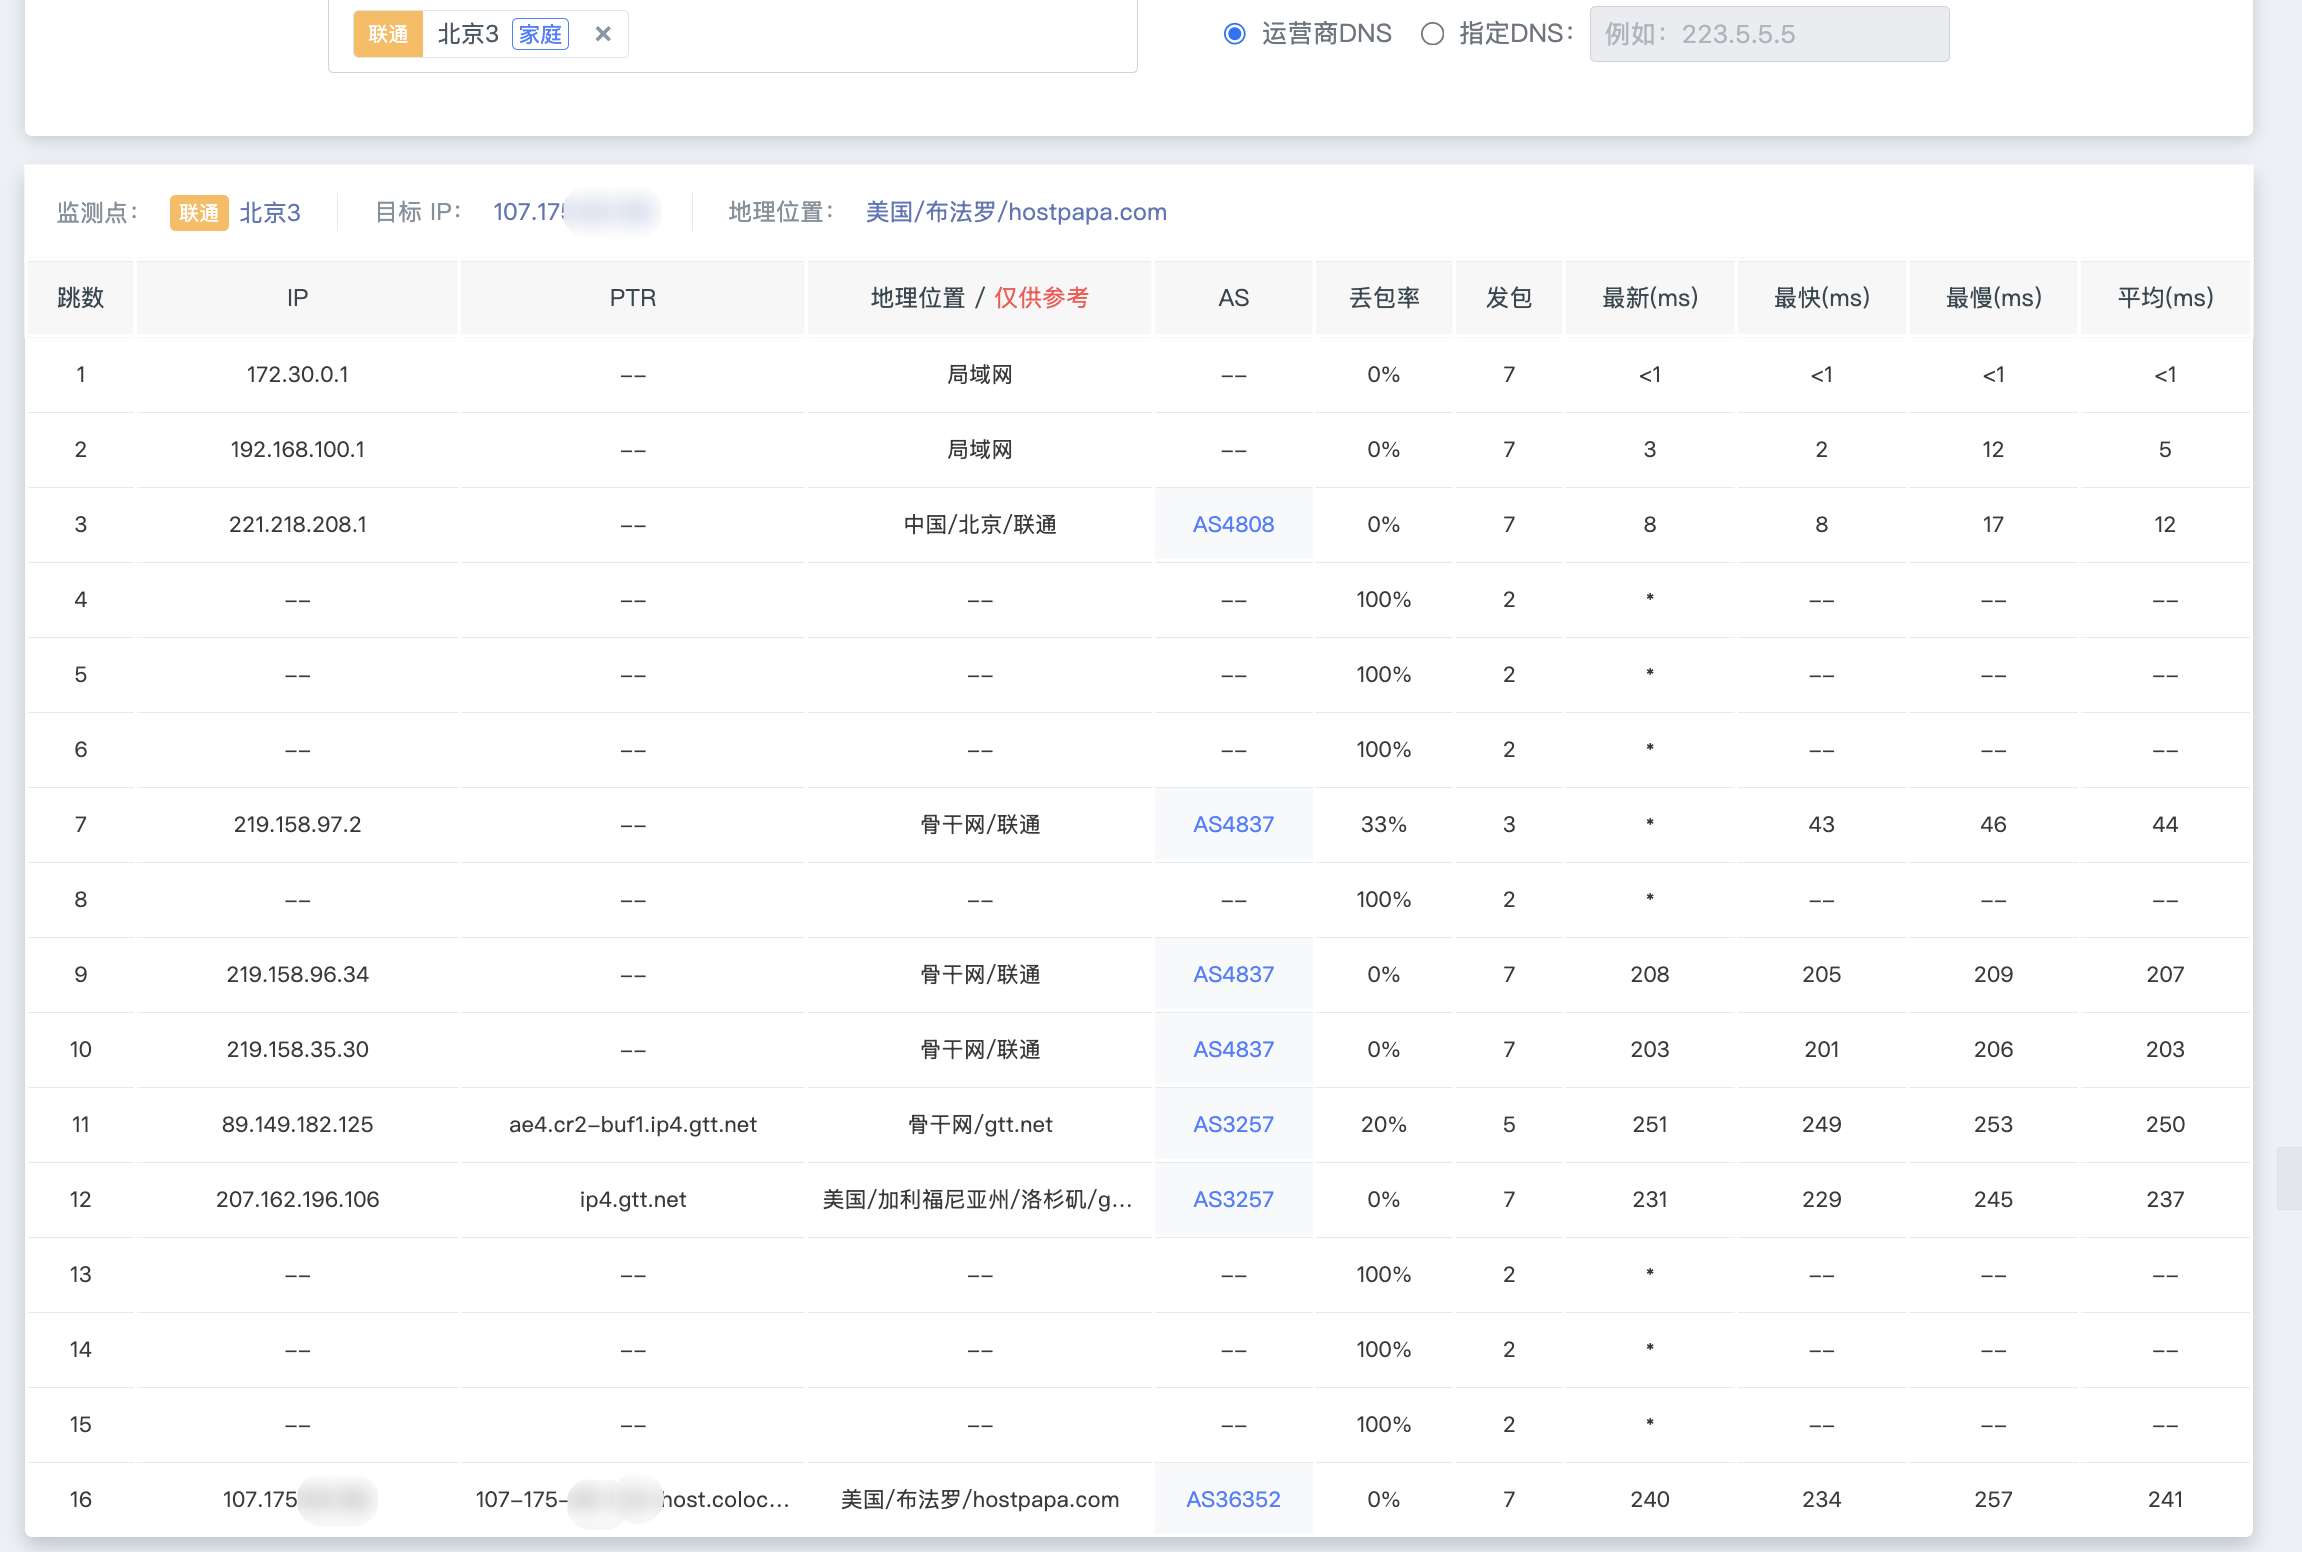 联通 北京3 家庭 × 运营商DNS 指定DNS： 例如：223.5.5.5
监测点： 联通 北京3 目标 IP： 107.17 地理位置： 美国/布法罗/hostpapa.com
跳数 IP PTR 地理位置 / 仅供参考 AS 丢包率 发包 最新(ms) 最快(ms) 最慢(ms) 平均(ms)
1 172.30.0.1 -- 局域网 -- 0% 7 <1 <1 <1 <1
2 192.168.100.1 -- 局域网 -- 0% 7 3 2 12 5
3 221.218.208.1 -- 中国/北京/联通 AS4808 0% 7 8 8 17 12
4 -- -- -- -- 100% 2 * -- -- --
5 -- -- -- -- 100% 2 * -- -- --
6 -- -- -- -- 100% 2 * -- -- --
7 219.158.97.2 -- 骨干网/联通 AS4837 33% 3 * 43 46 44
8 -- -- -- -- 100% 2 * -- -- --
9 219.158.96.34 -- 骨干网/联通 AS4837 0% 7 208 205 209 207
10 219.158.35.30 -- 骨干网/联通 AS4837 0% 7 203 201 206 203
11 89.149.182.125 ae4.cr2-buf1.ip4.gtt.net 骨干网/gtt.net AS3257 20% 5 251 249 253 250
12 207.162.196.106 ip4.gtt.net 美国/加利福尼亚州/洛杉矶/g... AS3257 0% 7 231 229 245 237
13 -- -- -- -- 100% 2 * -- -- --
14 -- -- -- -- 100% 2 * -- -- --
15 -- -- -- -- 100% 2 * -- -- --
16 107.175 107-175- host.coloc... 美国/布法罗/hostpapa.com AS36352 0% 7 240 234 257 241